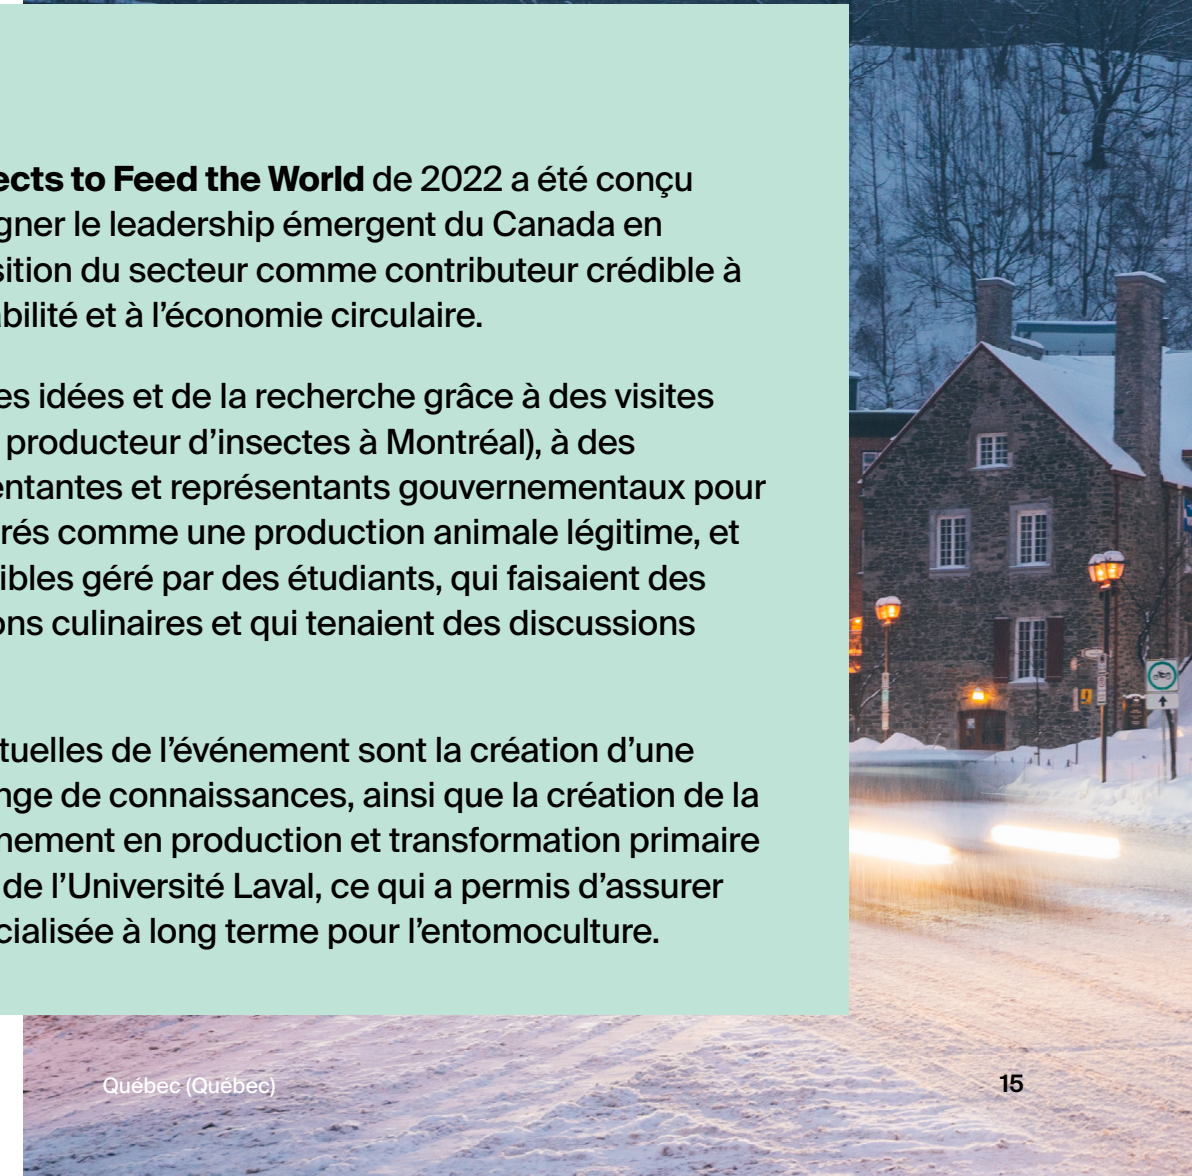 ects to Feed the World de 2022 a été conçu
gner le leadership émergent du Canada en
sition du secteur comme contributeur crédible à
abilité et à l’économie circulaire.
es idées et de la recherche grâce à des visites
producteur d’insectes à Montréal), à des
entantes et représentants gouvernementaux pour
rés comme une production animale légitime, et
ibles géré par des étudiants, qui faisaient des
ons culinaires et qui tenaient des discussions
tuelles de l’événement sont la création d’une
nge de connaissances, ainsi que la création de la
nement en production et transformation primaire
de l’Université Laval, ce qui a permis d’assurer
cialisée à long terme pour l’entomoculture.
Québec (Québec)
15